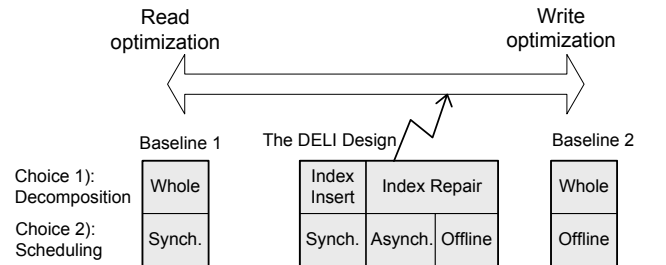 Read
optimization
Write
optimization
Baseline 1
The DELI Design
Baseline 2
Choice 1):
Decomposition
Whole
Index
Insert
Index Repair
Whole
Choice 2):
Scheduling
Synch.
Synch.
Asynch.
Offline
Offline